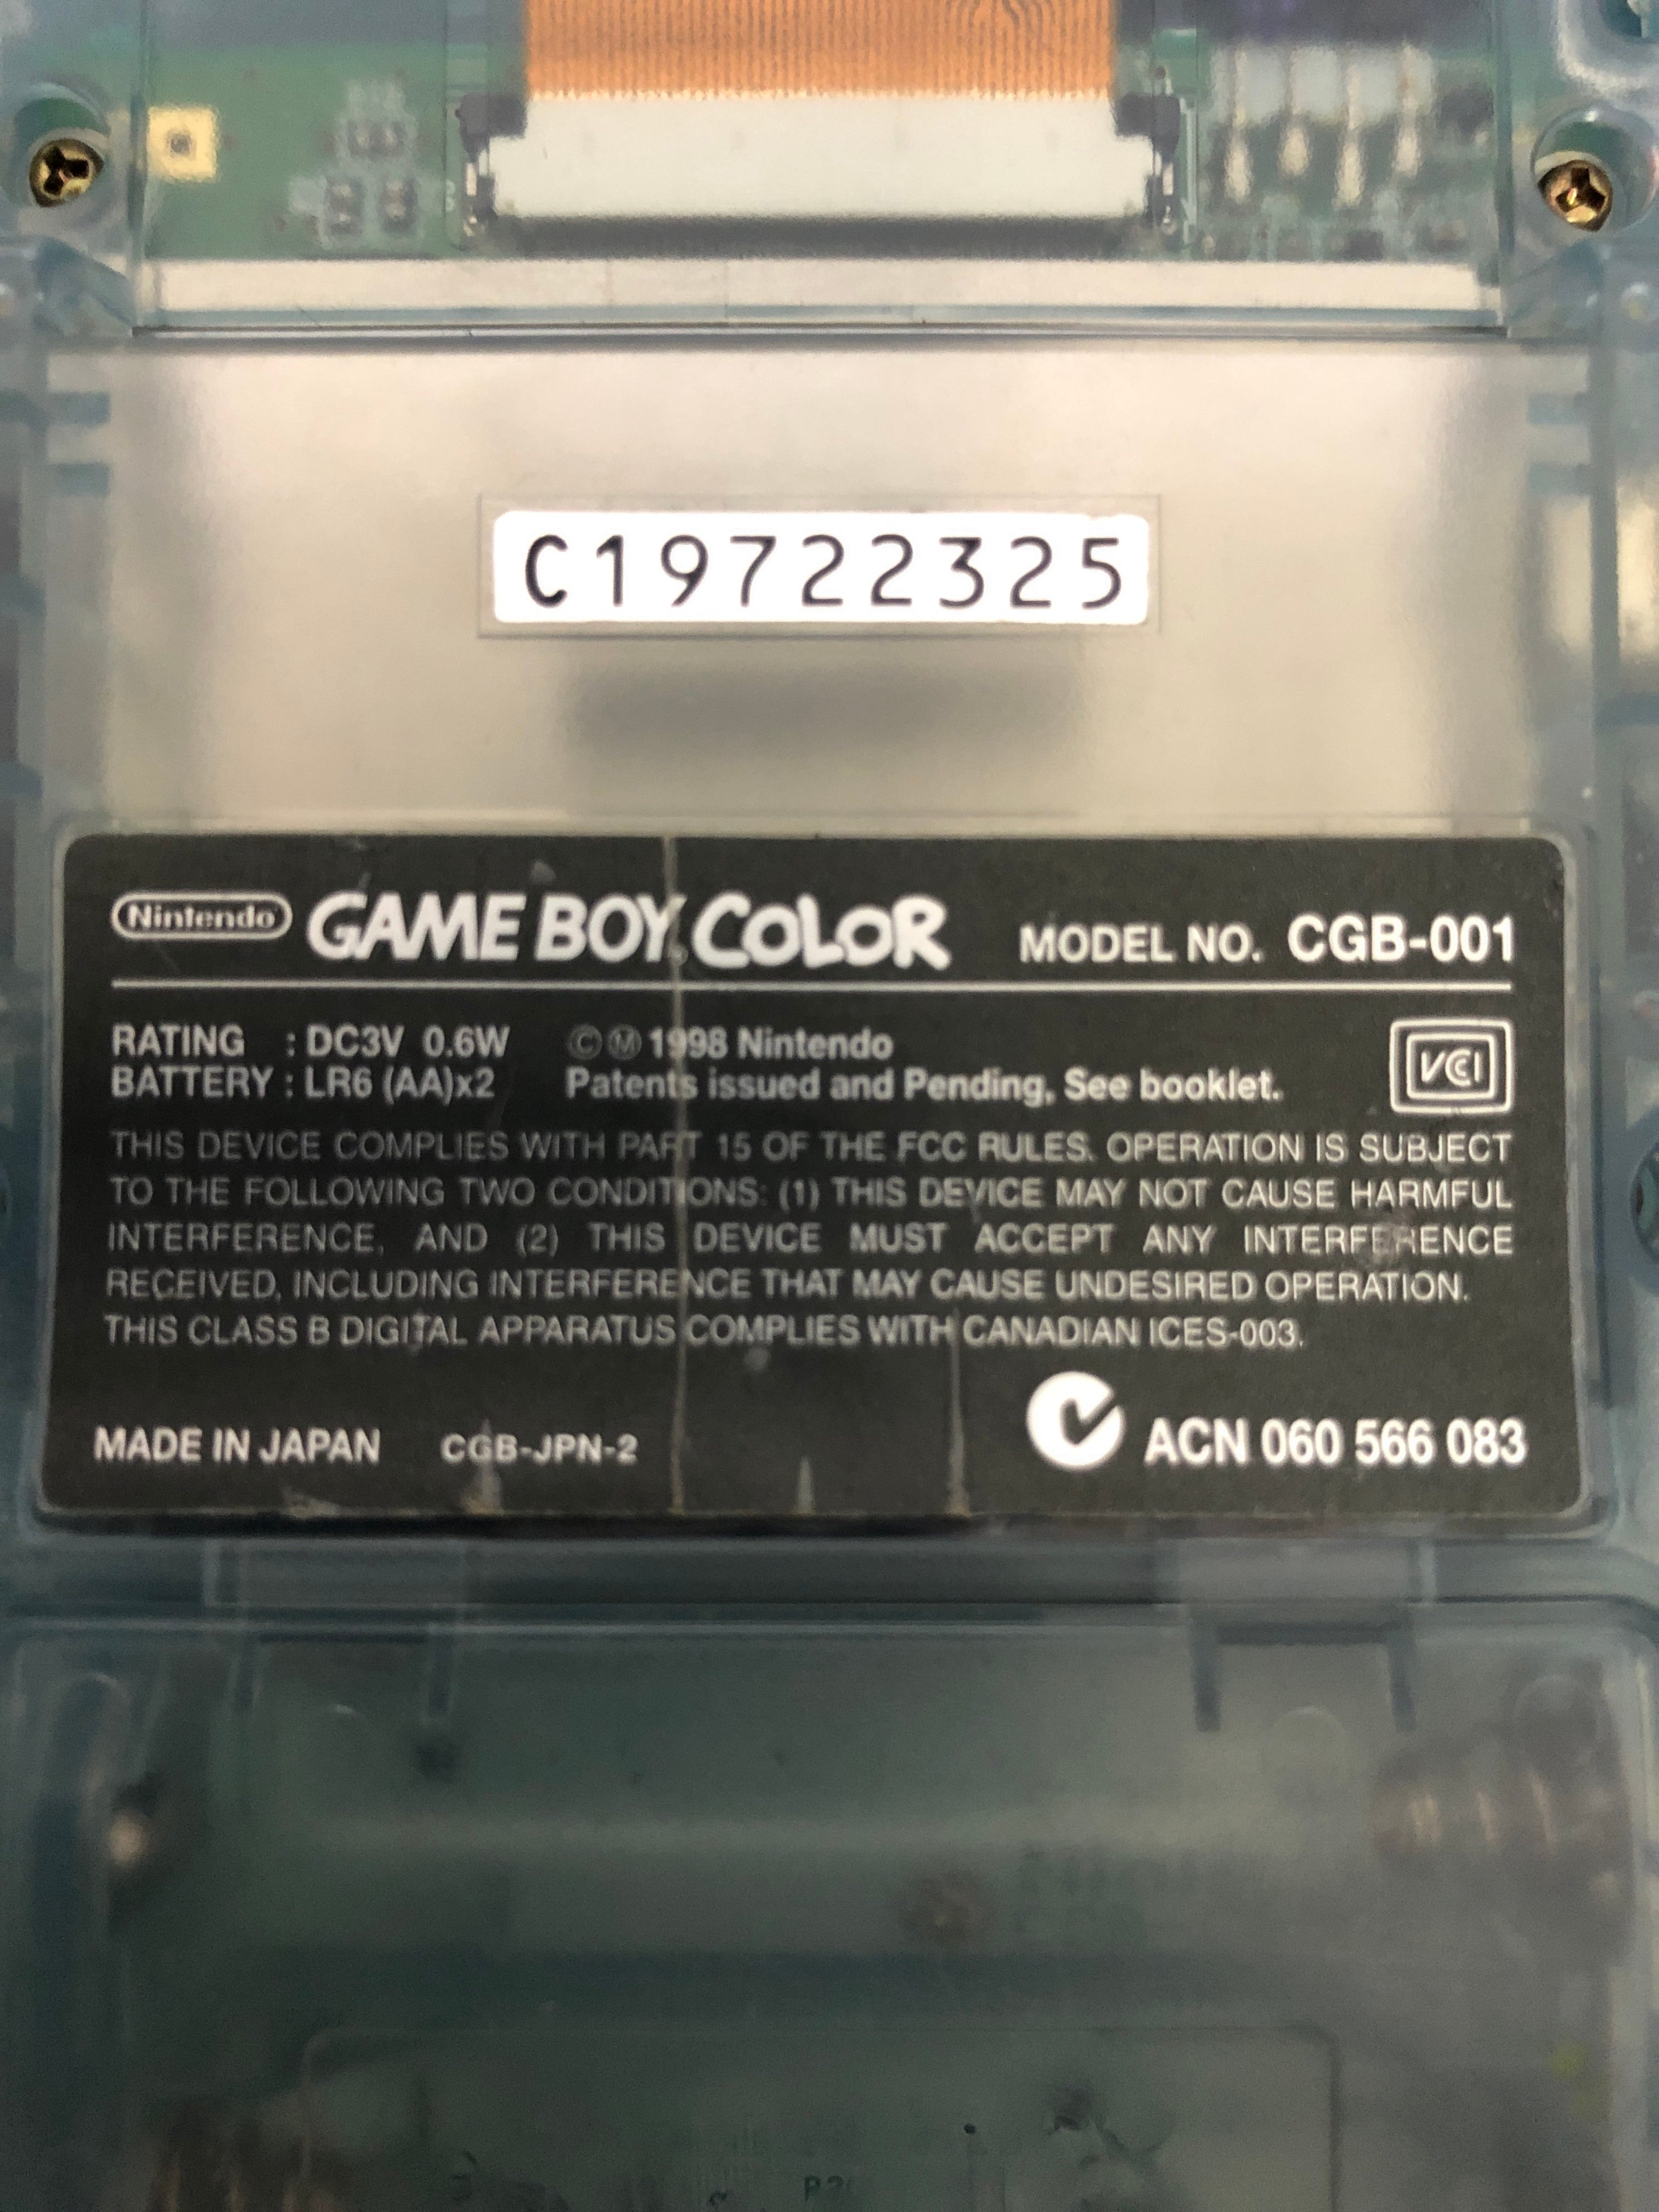 C19722325
Nintendo GAME BOY COLOR MODEL NO. CGB-001
RATING : DC3V 0.6W ©Ⓜ 1998 Nintendo
BATTERY : LR6 (AA)x2 Patents issued and Pending, See booklet.
VCI
THIS DEVICE COMPLIES WITH PART 15 OF THE FCC RULES. OPERATION IS SUBJECT
TO THE FOLLOWING TWO CONDITIONS: (1) THIS DEVICE MAY NOT CAUSE HARMFUL
INTERFERENCE, AND (2) THIS DEVICE MUST ACCEPT ANY INTERFERENCE
RECEIVED, INCLUDING INTERFERENCE THAT MAY CAUSE UNDESIRED OPERATION.
THIS CLASS B DIGITAL APPARATUS COMPLIES WITH CANADIAN ICES-003.
MADE IN JAPAN CGB-JPN-2 ACN 060 566 083